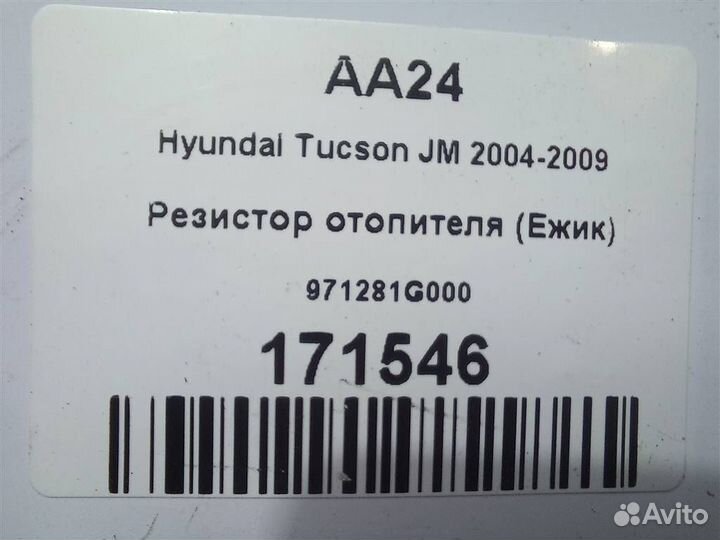 AA24
Hyundai Tucson JM 2004-2009
Резистор отопителя (Ежик)
971281G000
171546
Avito